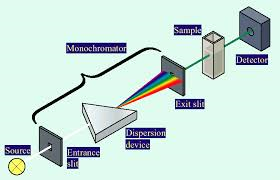 Sample
Monochromator
Detector
Exit slit
Dispersion
device
Source
Entrance
slit